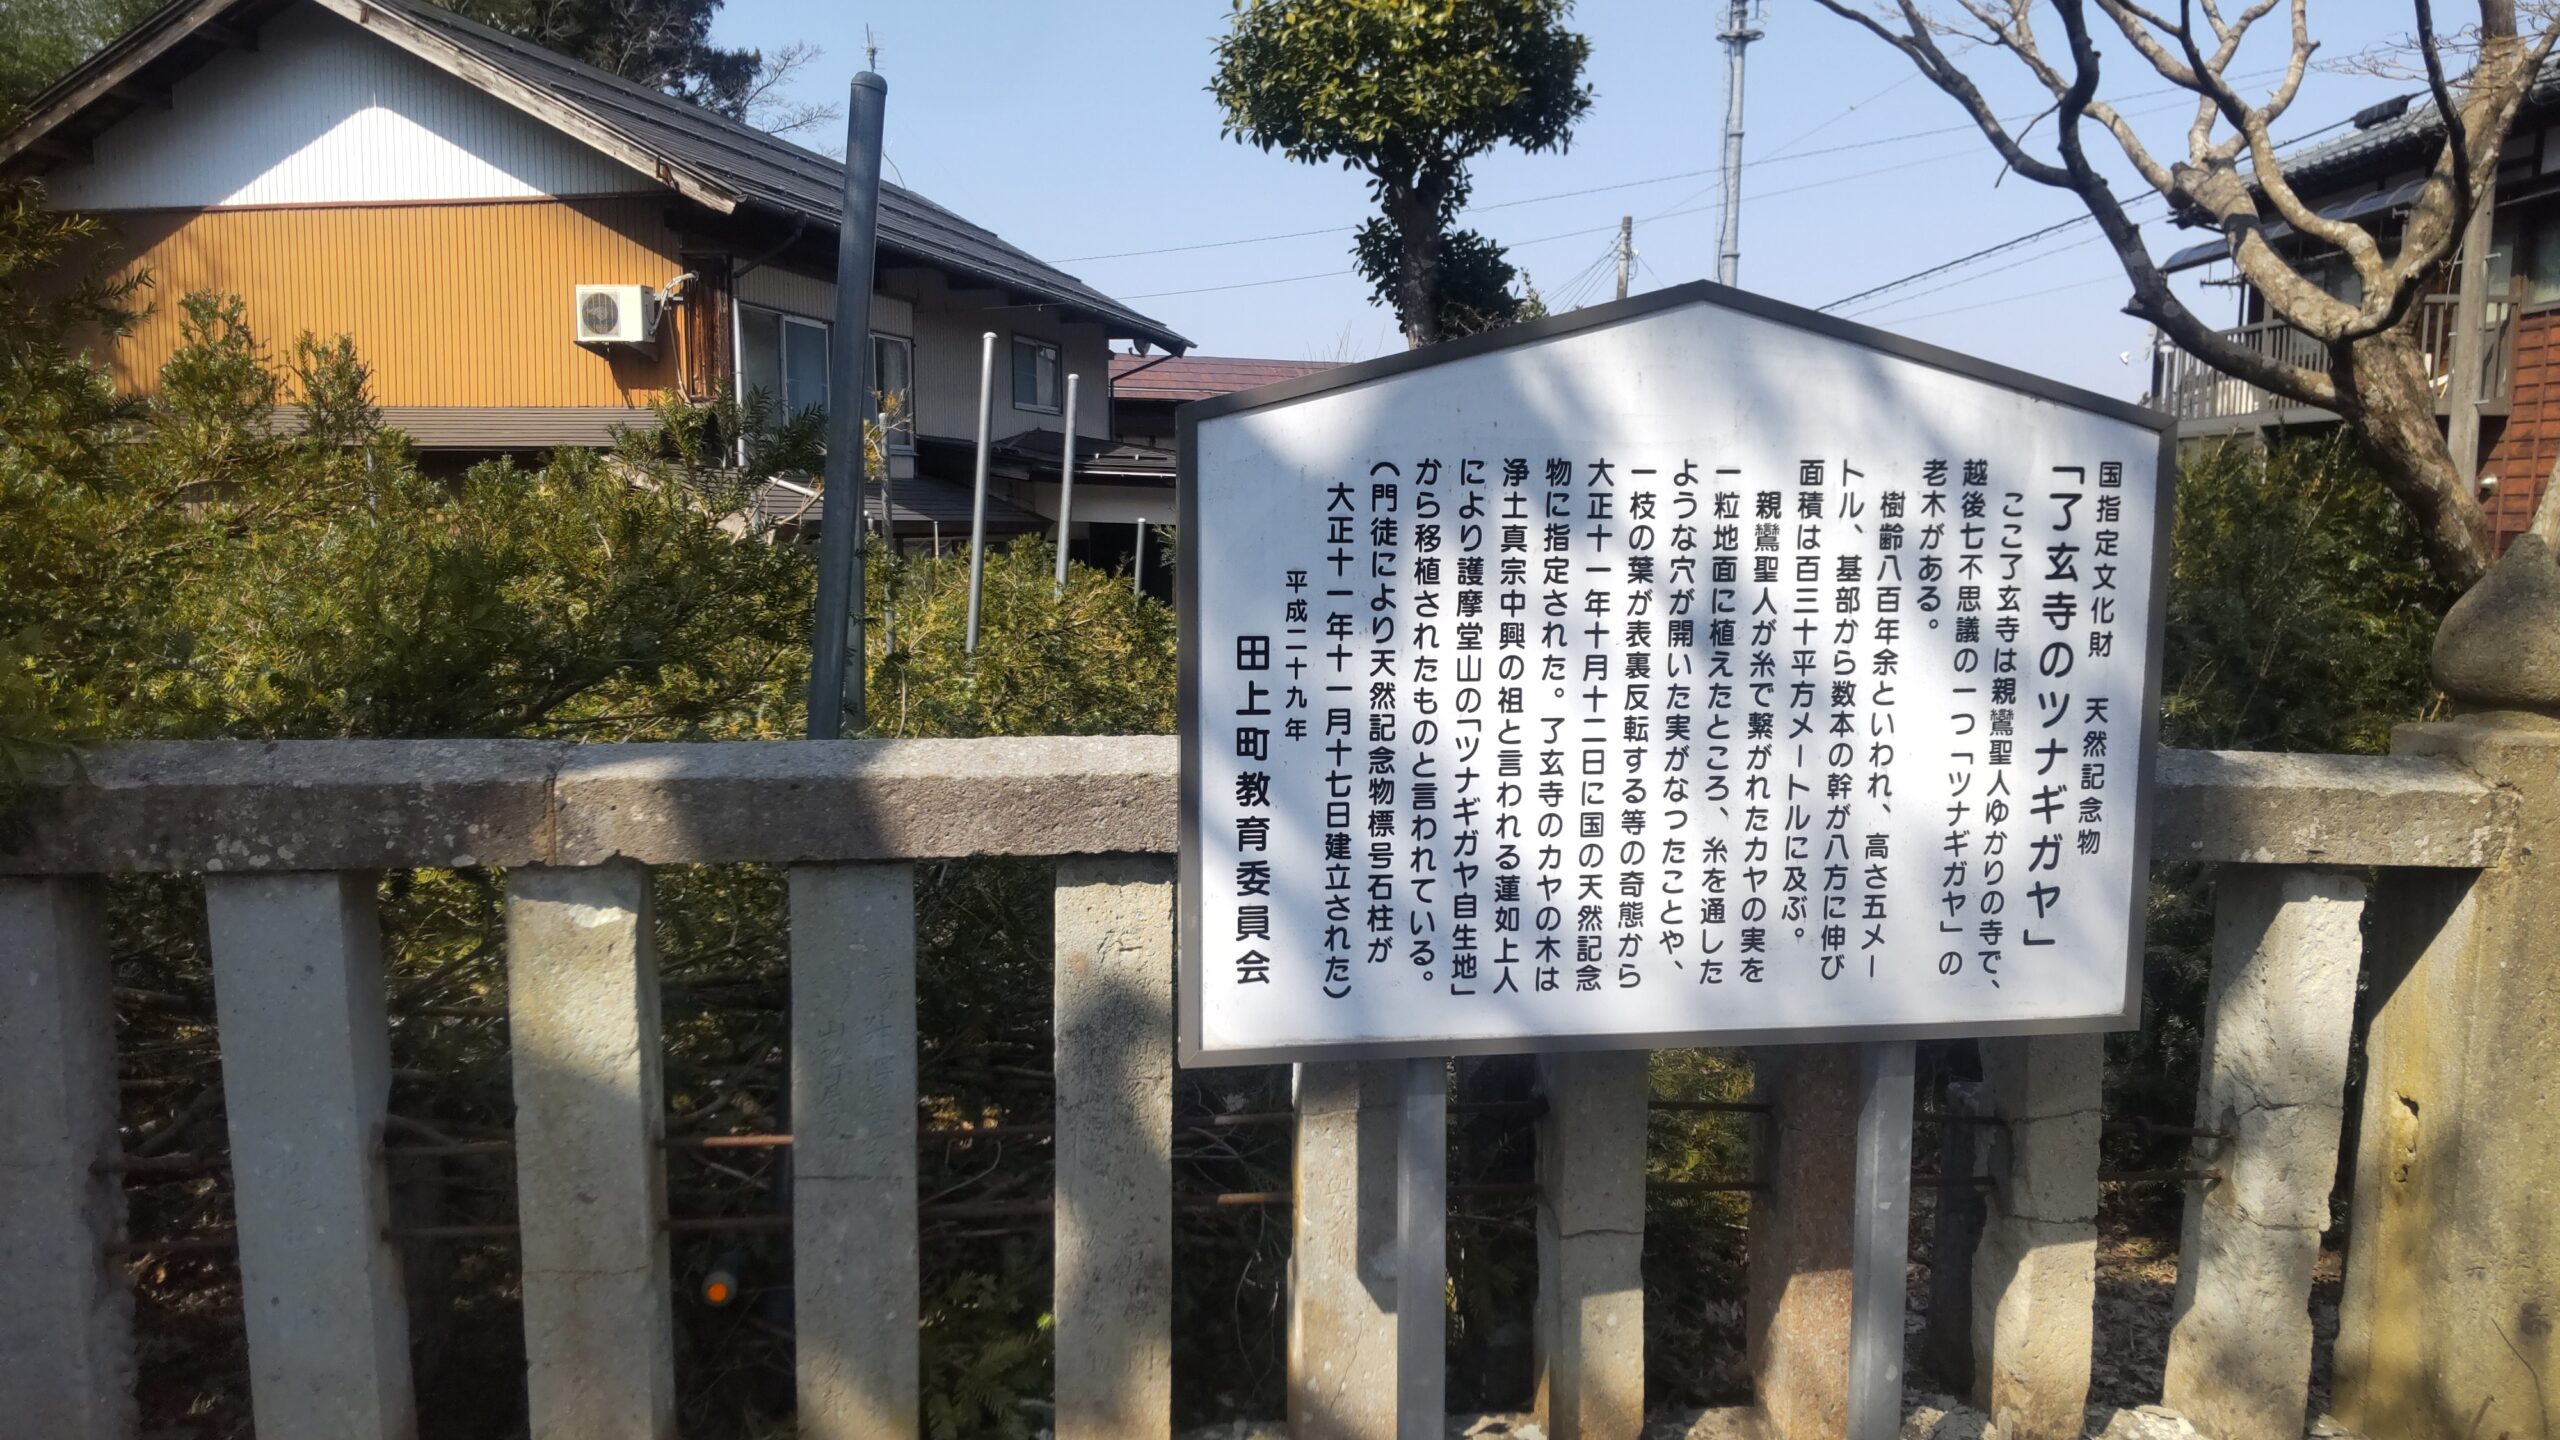 国指定文化財　天然記念物
「了玄寺のツナギガヤ」
ここ了玄寺は親鸞聖人ゆかりの寺で、
越後七不思議の一つ「ツナギガヤ」の
老木がある。
樹齢八百年余といわれ、高さ五メー
トル、基部から数本の幹が八方に伸び
面積は百三十平方メートルに及ぶ。
親鸞聖人が糸で繋がれたカヤの実を
一粒地面に植えたところ、糸を通した
ような穴が開いた実がなったことや、
一枝の葉が表裏反転する等の奇態から
大正十一年十月十二日に国の天然記念
物に指定された。了玄寺のカヤの木は
浄土真宗中興の祖と言われる蓮如上人
により護摩堂山の「ツナギガヤ自生地」
から移植されたものと言われている。
（門徒により天然記念物標号石柱が
大正十一年十一月十七日建立された）
平成二十九年
田上町教育委員会